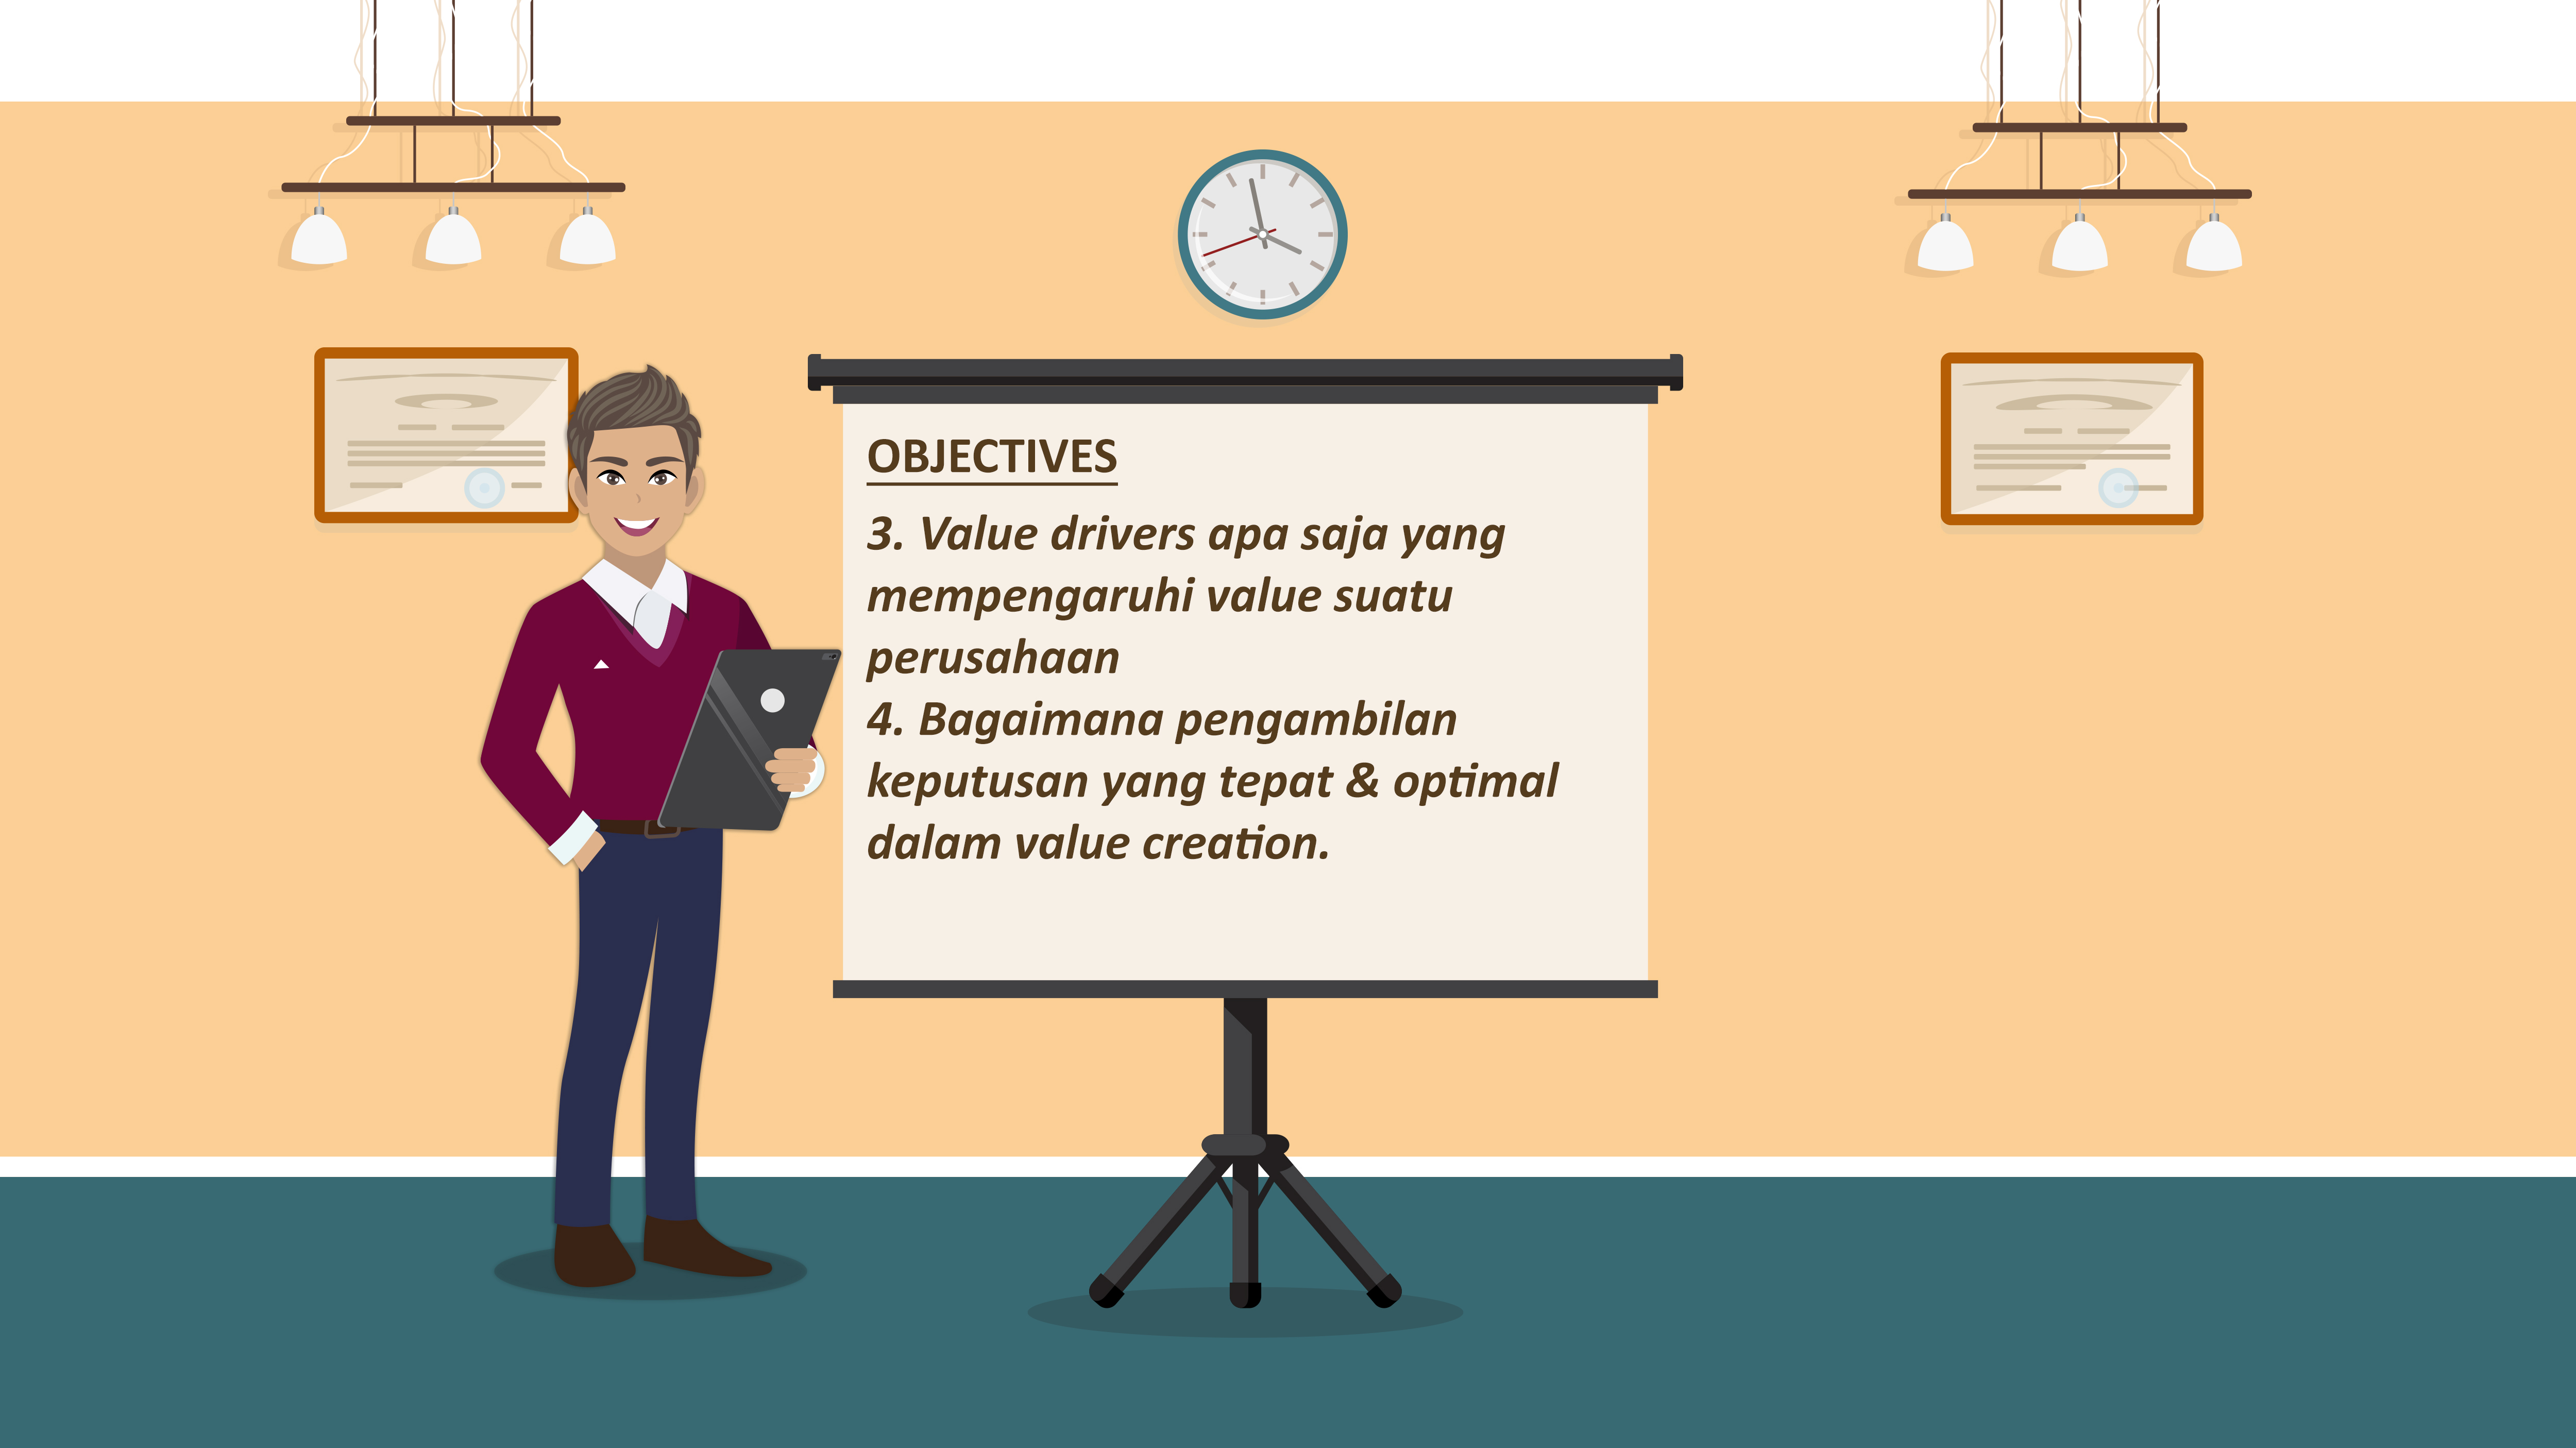 OBJECTIVES
3. Value drivers apa saja yang
mempengaruhi value suatu
perusahaan
4. Bagaimana pengambilan
keputusan yang tepat & optimal
dalam value creation.